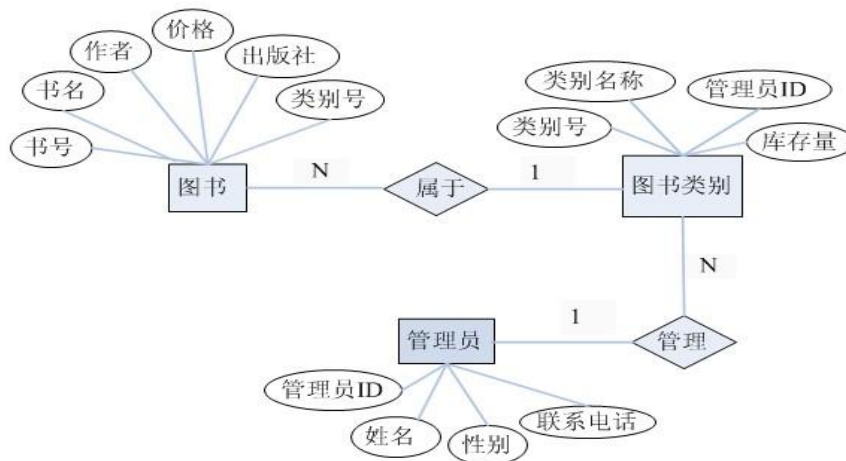 价格
作者
出版社
书名
类别号
书号
图书
N
属于
1
类别名称
管理员ID
类别号
库存量
图书类别
N
管理员
1
管理
管理员ID
姓名
性别
联系电话